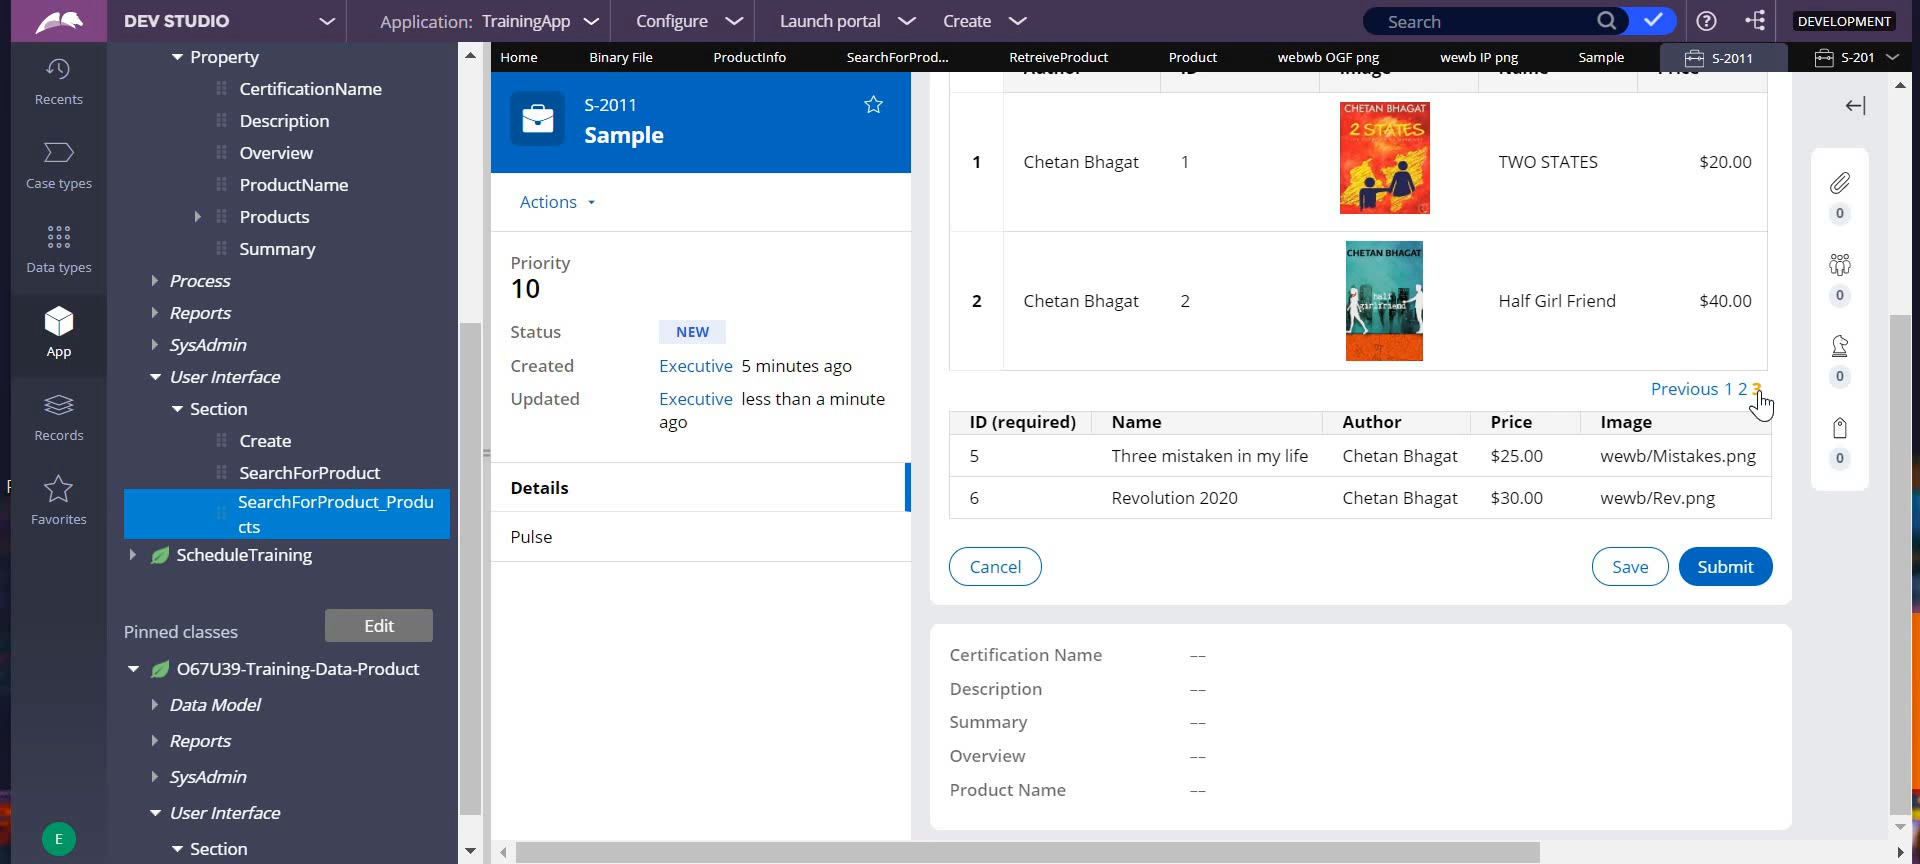 DEV STUDIO
Application: TrainingApp
Configure
Launch portal
Create
Search
DEVELOPMENT
Home
Binary File
ProductInfo
SearchForProd...
RetreiveProduct
Product
webwb OGF png
wewb IP png
Sample
S-2011
S-201
Recents
Case types
Data types
App
Records
Favorites
E
Property
CertificationName
Description
Overview
ProductName
Products
Summary
Process
Reports
SysAdmin
User Interface
Section
Create
SearchForProduct
SearchForProduct_Produ
cts
ScheduleTraining
Pinned classes
Edit
O67U39-Training-Data-Product
Data Model
Reports
SysAdmin
User Interface
Section
S-2011
Sample
Actions
Priority
10
Status NEW
Created Executive 5 minutes ago
Updated Executive less than a minute
ago
Details
Pulse
Author ID Image Name Price
1 Chetan Bhagat 1 TWO STATES $20.00
CHETAN BHAGAT
2 STATES
2 Chetan Bhagat 2 Half Girl Friend $40.00
CHETAN BHAGAT
half
girlfriend
Previous 1 2 3
ID (required) Name Author Price Image
5 Three mistaken in my life Chetan Bhagat $25.00 wewb/Mistakes.png
6 Revolution 2020 Chetan Bhagat $30.00 wewb/Rev.png
Cancel
Save
Submit
Certification Name --
Description --
Summary --
Overview --
Product Name --
0
0
0
0